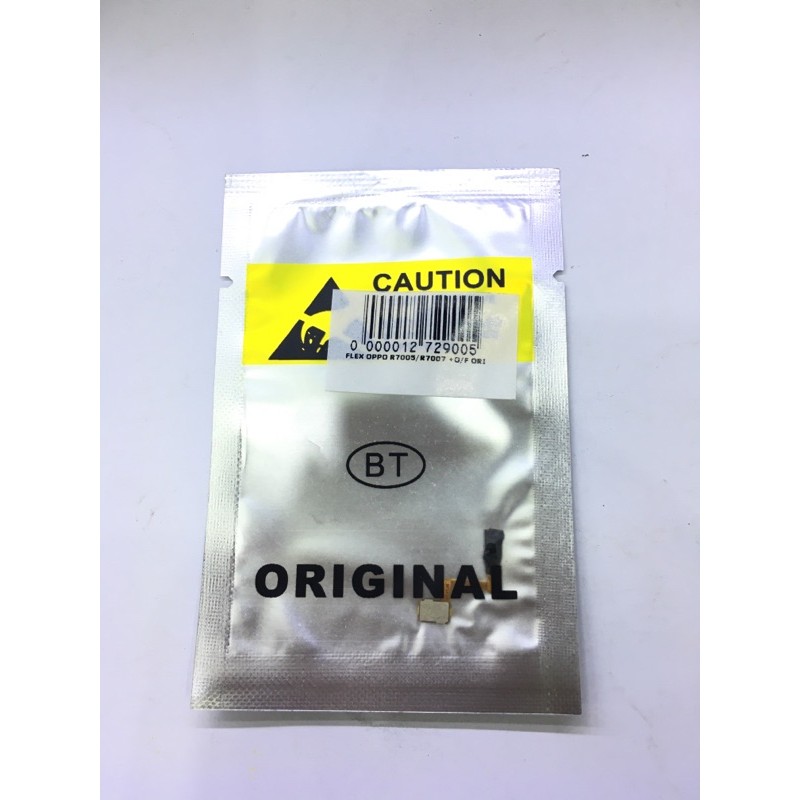 CAUTION
0 000012 729005
FLEX OPPO R7005/R7007 +O/F ORI
BT
ORIGINAL